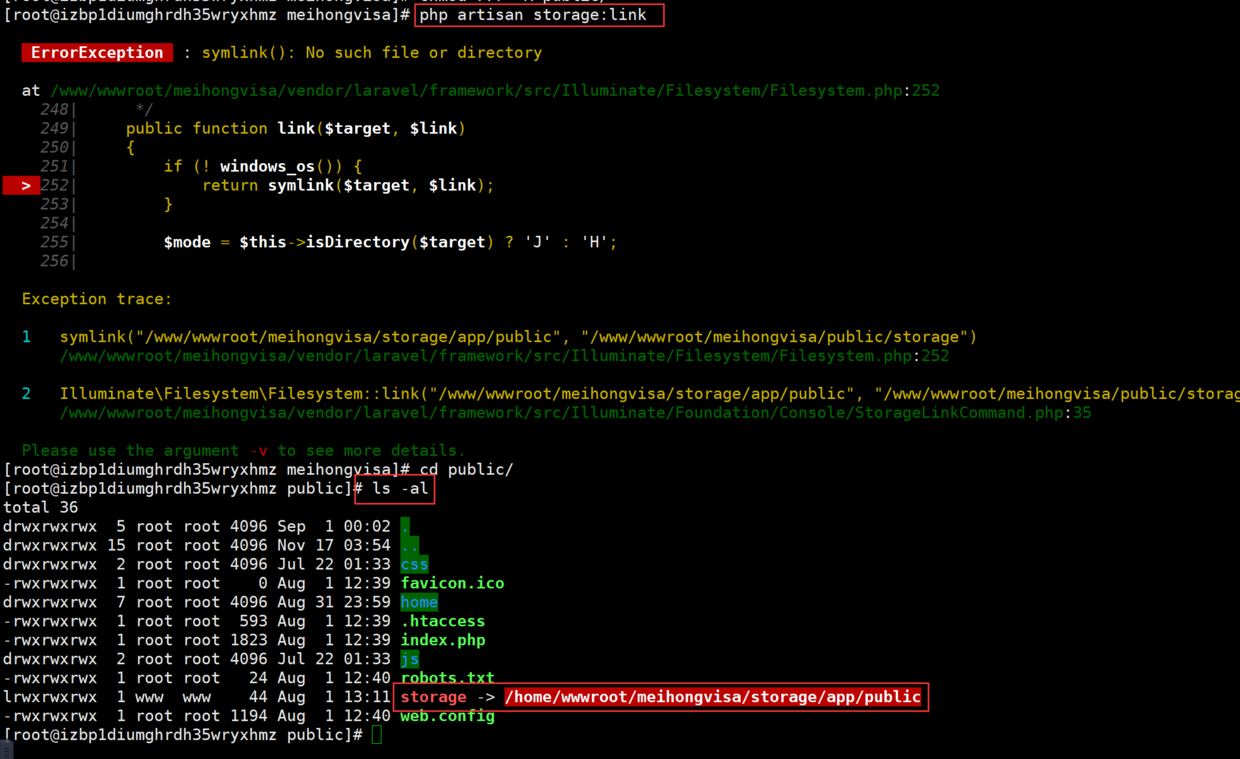 [root@izbp1diumghrdh35wryxhmz meihongvisa]# php artisan storage:link
ErrorException : symlink(): No such file or directory
at /www/wwwroot/meihongvisa/vendor/laravel/framework/src/Illuminate/Filesystem/Filesystem.php:252
248| */
249| public function link($target, $link)
250| {
251| if (! windows_os()) {
> 252| return symlink($target, $link);
253| }
254|
255| $mode = $this->isDirectory($target) ? 'J' : 'H';
256|
Exception trace:
1 symlink("/www/wwwroot/meihongvisa/storage/app/public", "/www/wwwroot/meihongvisa/public/storage")
/www/wwwroot/meihongvisa/vendor/laravel/framework/src/Illuminate/Filesystem/Filesystem.php:252
2 Illuminate\Filesystem\Filesystem::link("/www/wwwroot/meihongvisa/storage/app/public", "/www/wwwroot/meihongvisa/public/storag
/www/wwwroot/meihongvisa/vendor/laravel/framework/src/Illuminate/Foundation/Console/StorageLinkCommand.php:35
Please use the argument -v to see more details.
[root@izbp1diumghrdh35wryxhmz meihongvisa]# cd public/
[root@izbp1diumghrdh35wryxhmz public]# ls -al
total 36
drwxrwxrwx 5 root root 4096 Sep 1 00:02 .
drwxrwxrwx 15 root root 4096 Nov 17 03:54 ..
drwxrwxrwx 2 root root 4096 Jul 22 01:33 css
-rwxrwxrwx 1 root root 0 Aug 1 12:39 favicon.ico
drwxrwxrwx 7 root root 4096 Aug 31 23:59 home
-rwxrwxrwx 1 root root 593 Aug 1 12:39 .htaccess
-rwxrwxrwx 1 root root 1823 Aug 1 12:39 index.php
drwxrwxrwx 2 root root 4096 Jul 22 01:33 js
-rwxrwxrwx 1 root root 24 Aug 1 12:40 robots.txt
lrwxrwxrwx 1 www www 44 Aug 1 13:11 storage -> /home/wwwroot/meihongvisa/storage/app/public
-rwxrwxrwx 1 root root 1194 Aug 1 12:40 web.config
[root@izbp1diumghrdh35wryxhmz public]#